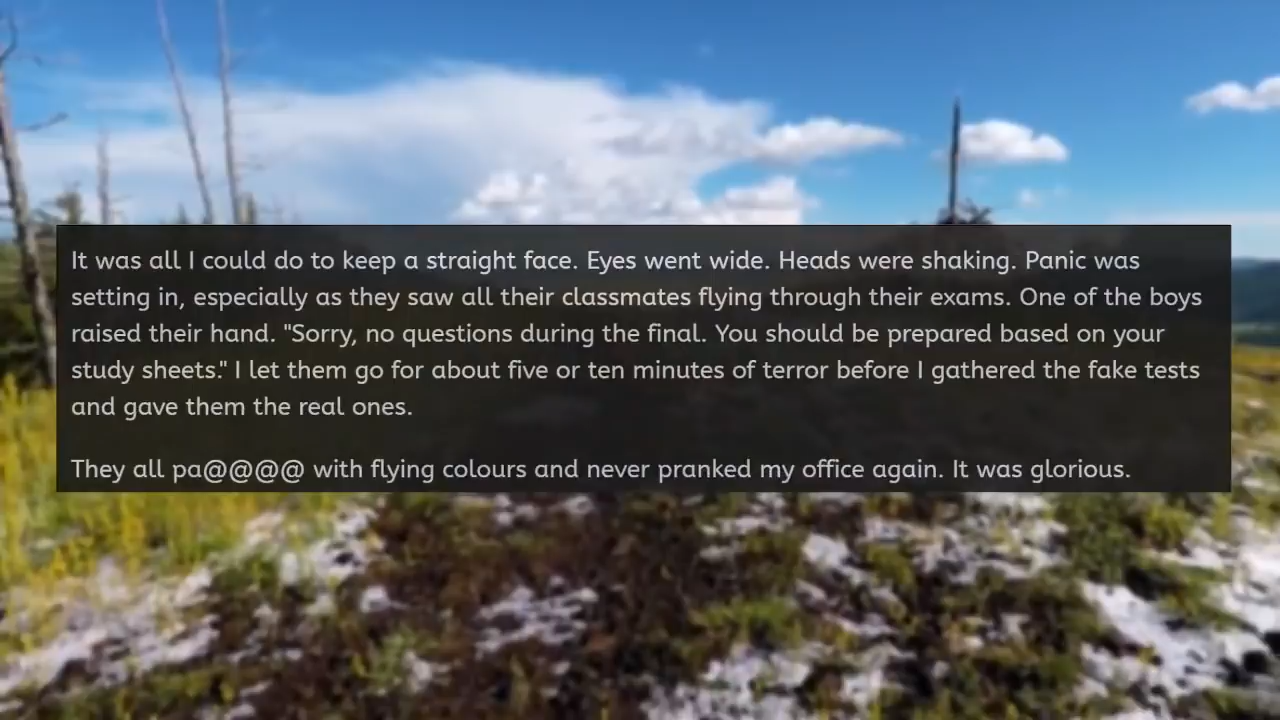 It was all I could do to keep a straight face. Eyes went wide. Heads were shaking. Panic was
setting in, especially as they saw all their classmates flying through their exams. One of the boys
raised their hand. "Sorry, no questions during the final. You should be prepared based on your
study sheets." I let them go for about five or ten minutes of terror before I gathered the fake tests
and gave them the real ones.
They all pa@@@@ with flying colours and never pranked my office again. It was glorious.